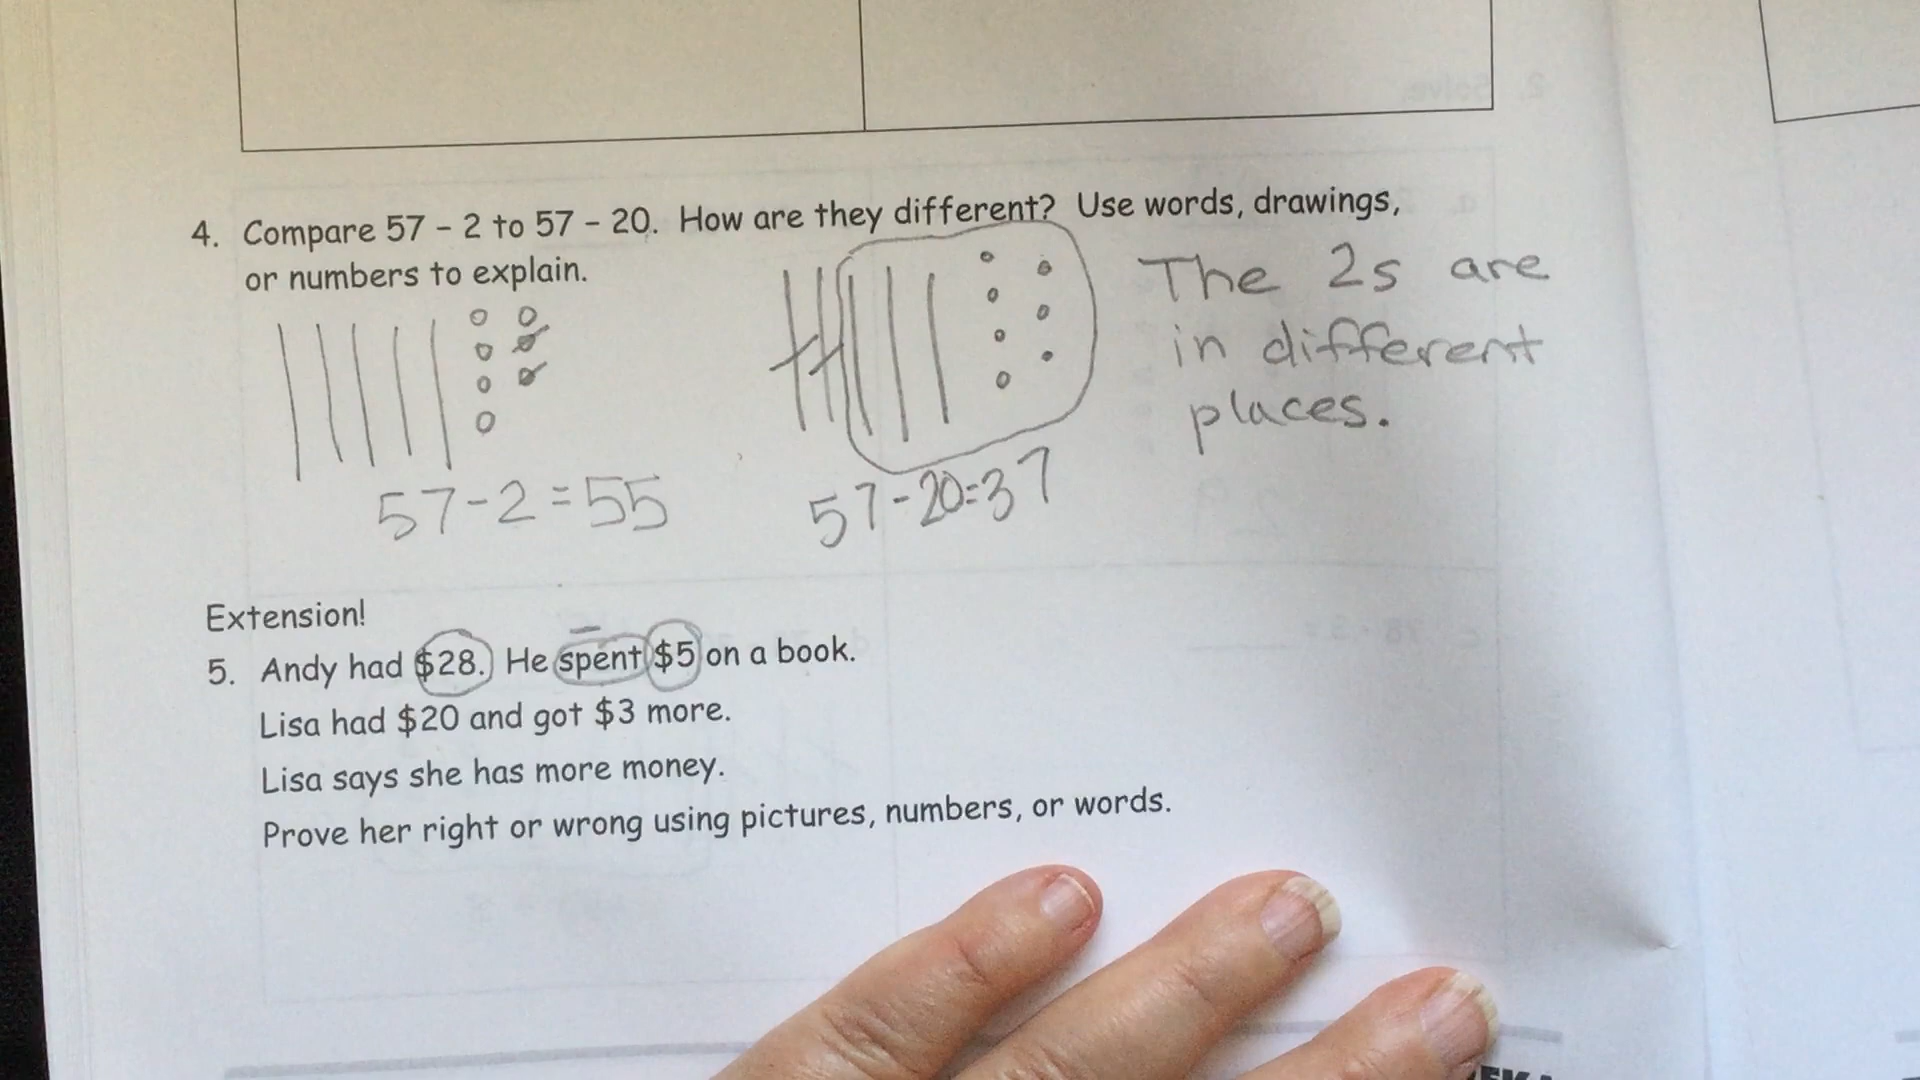 4. Compare 57 - 2 to 57 - 20. How are they different? Use words, drawings,
or numbers to explain.
The 2s are
in different
places.
57-2=55
57-20=37
Extension!
5. Andy had $28. He spent $5 on a book.
Lisa had $20 and got $3 more.
Lisa says she has more money.
Prove her right or wrong using pictures, numbers, or words.